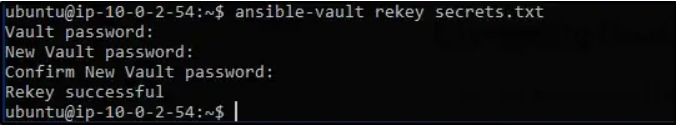 ubuntu@ip-10-0-2-54:~$ ansible-vault rekey secrets.txt
Vault password:
New Vault password:
Confirm New Vault password:
Rekey successful
ubuntu@ip-10-0-2-54:~$